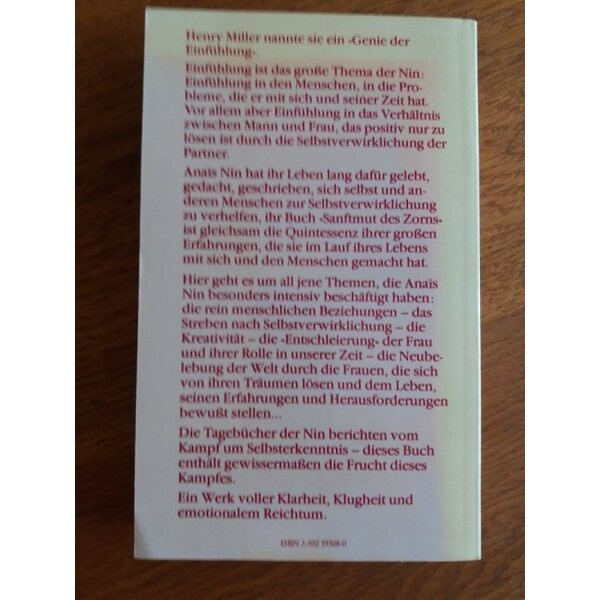 Henry Miller nannte sie ein ›Genie der
Einfühlung‹.
Einfühlung ist das große Thema der Nin:
Einfühlung in den Menschen, in die Pro-
bleme, die er mit sich und seiner Zeit hat.
Vor allem aber Einfühlung in das Verhältnis
zwischen Mann und Frau, das positiv nur zu
lösen ist durch die Selbstverwirklichung der
Partner.
Anaïs Nin hat ihr Leben lang dafür gelebt,
gedacht, geschrieben, sich selbst und an-
deren Menschen zur Selbstverwirklichung
zu verhelfen, ihr Buch ›Sanftmut des Zorns‹
ist gleichsam die Quintessenz ihrer großen
Erfahrungen, die sie im Lauf ihres Lebens
mit sich und den Menschen gemacht hat.
Hier geht es um all jene Themen, die Anaïs
Nin besonders intensiv beschäftigt haben:
die rein menschlichen Beziehungen – das
Streben nach Selbstverwirklichung – die
Kreativität – die ›Entschleierung‹ der Frau
und ihrer Rolle in unserer Zeit – die Neube-
lebung der Welt durch die Frauen, die sich
von ihren Träumen lösen und dem Leben,
seinen Erfahrungen und Herausforderungen
bewußt stellen...
Die Tagebücher der Nin berichten vom
Kampf um Selbsterkenntnis – dieses Buch
enthält gewissermaßen die Frucht dieses
Kampfes.
Ein Werk voller Klarheit, Klugheit und
emotionalem Reichtum.
ISBN 3-502 19508-0